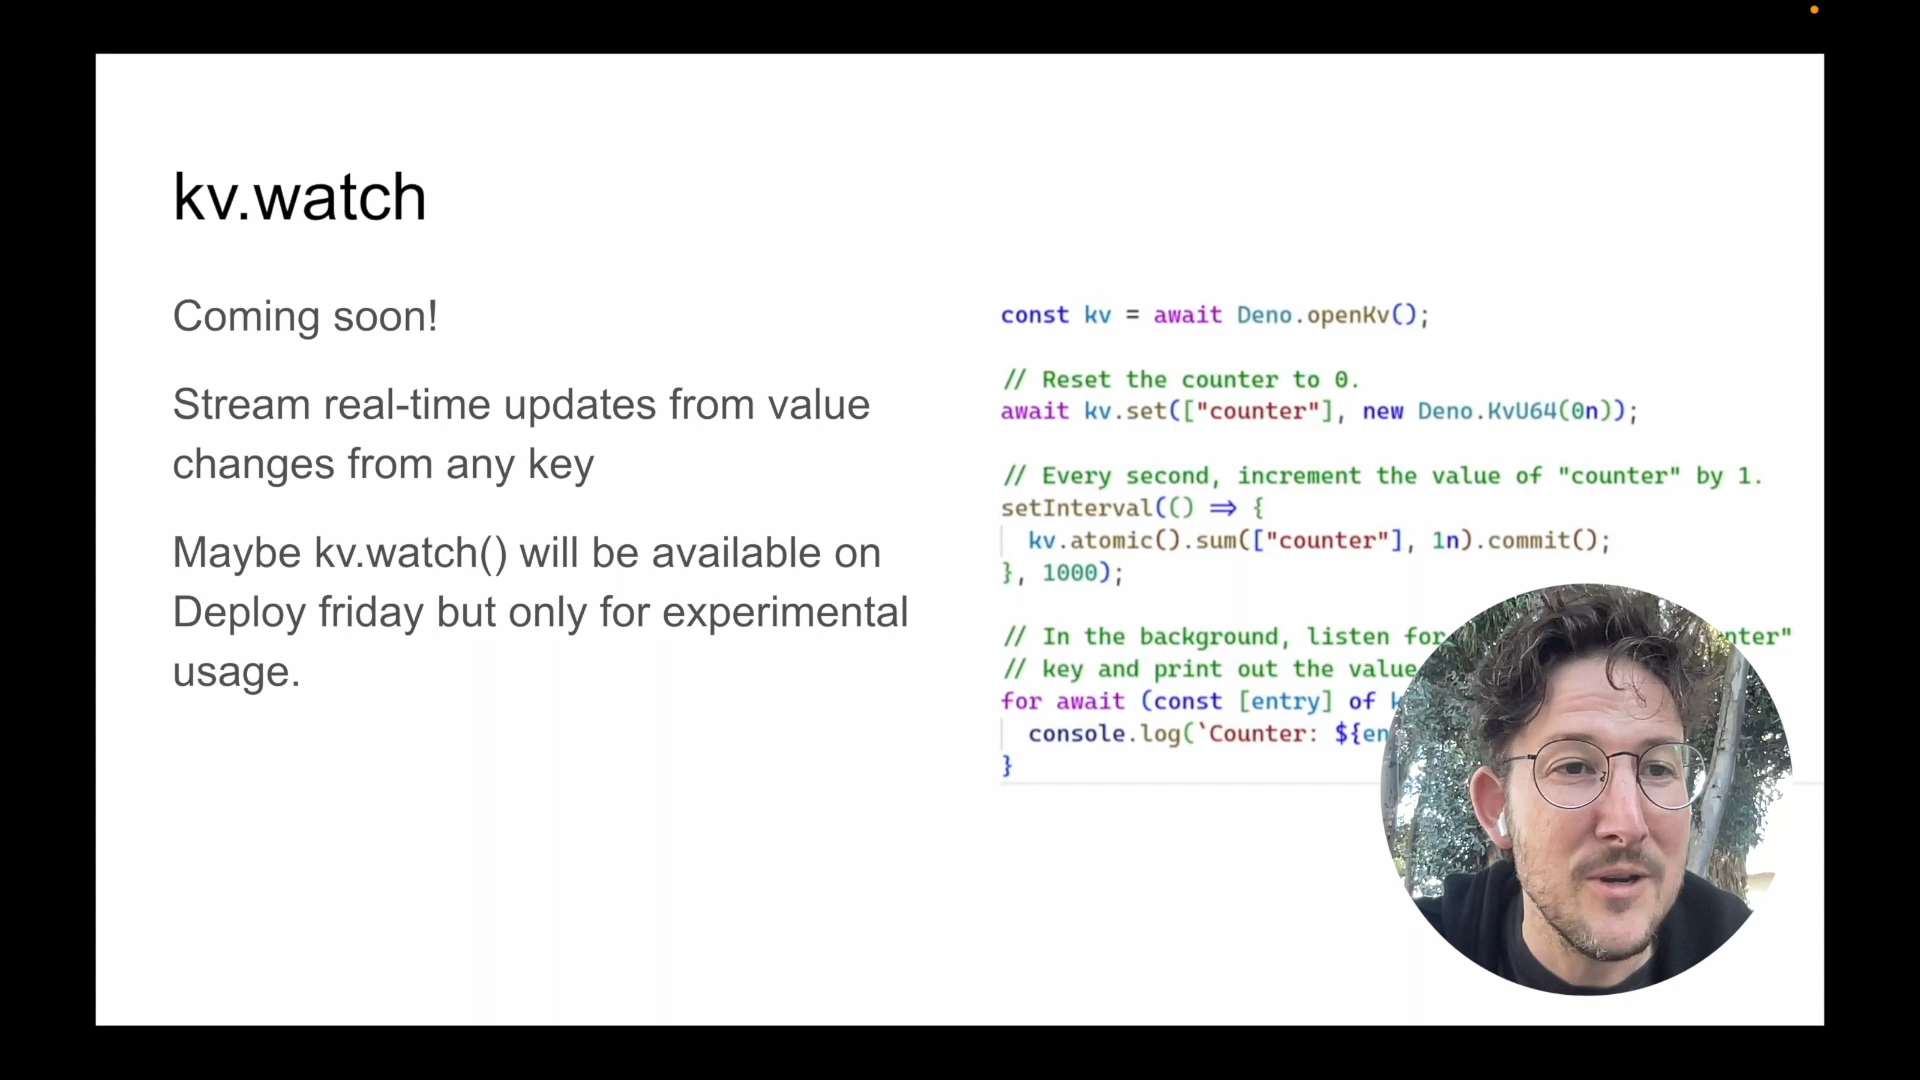 kv.watch
Coming soon!
Stream real-time updates from value
changes from any key
Maybe kv.watch() will be available on
Deploy friday but only for experimental
usage.
const kv = await Deno.openKv();
// Reset the counter to 0.
await kv.set(["counter"], new Deno.KvU64(0n));
// Every second, increment the value of "counter" by 1.
setInterval(() => {
kv.atomic().sum(["counter"], 1n).commit();
}, 1000);
// In the background, listen for nter"
// key and print out the value
for await (const [entry] of k
console.log(`Counter: ${en
}